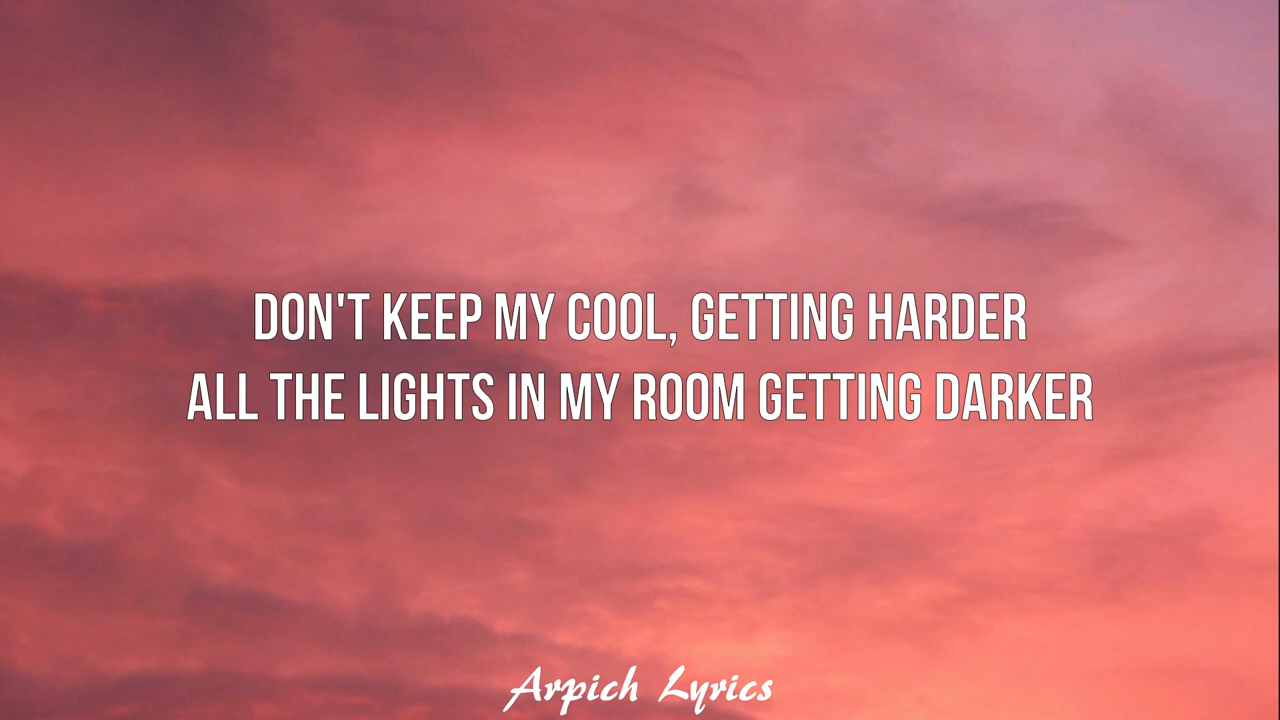 DON'T KEEP MY COOL, GETTING HARDER
ALL THE LIGHTS IN MY ROOM GETTING DARKER
Arpich Lyrics